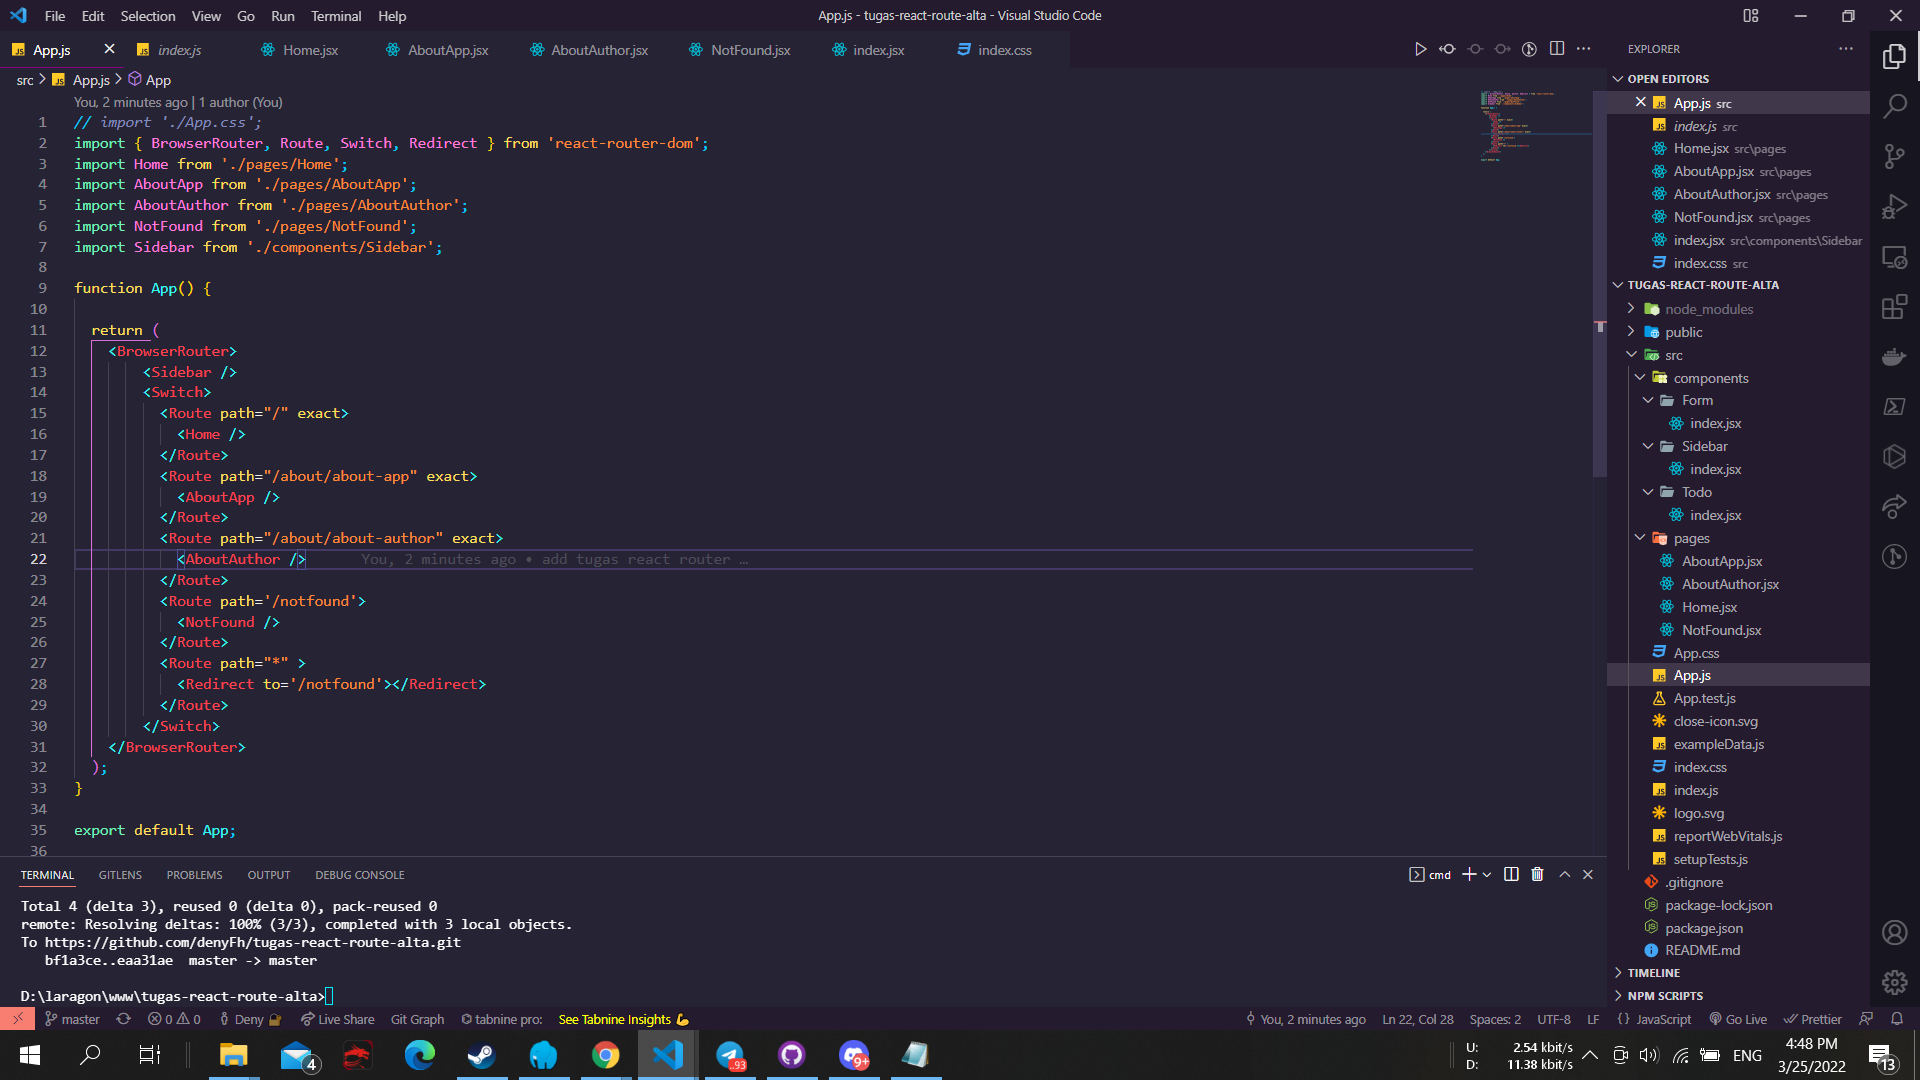 File Edit Selection View Go Run Terminal Help
App.js - tugas-react-route-alta - Visual Studio Code
App.js index.js Home.jsx AboutApp.jsx AboutAuthor.jsx NotFound.jsx index.jsx index.css
src > App.js > App
You, 2 minutes ago | 1 author (You)
1 // import './App.css';
2 import { BrowserRouter, Route, Switch, Redirect } from 'react-router-dom';
3 import Home from './pages/Home';
4 import AboutApp from './pages/AboutApp';
5 import AboutAuthor from './pages/AboutAuthor';
6 import NotFound from './pages/NotFound';
7 import Sidebar from './components/Sidebar';
8
9 function App() {
10
11 return (
12 <BrowserRouter>
13 <Sidebar />
14 <Switch>
15 <Route path="/" exact>
16 <Home />
17 </Route>
18 <Route path="/about/about-app" exact>
19 <AboutApp />
20 </Route>
21 <Route path="/about/about-author" exact>
22 <AboutAuthor /> You, 2 minutes ago • add tugas react router …
23 </Route>
24 <Route path='/notfound'>
25 <NotFound />
26 </Route>
27 <Route path="*" >
28 <Redirect to='/notfound'></Redirect>
29 </Route>
30 </Switch>
31 </BrowserRouter>
32 );
33 }
34
35 export default App;
36
TERMINAL GITLENS PROBLEMS OUTPUT DEBUG CONSOLE
cmd
Total 4 (delta 3), reused 0 (delta 0), pack-reused 0
remote: Resolving deltas: 100% (3/3), completed with 3 local objects.
To https://github.com/denyFh/tugas-react-route-alta.git
bf1a3ce..eaa31ae master -> master
D:\laragon\www\tugas-react-route-alta>
EXPLORER
OPEN EDITORS
App.js src
index.js src
Home.jsx src\pages
AboutApp.jsx src\pages
AboutAuthor.jsx src\pages
NotFound.jsx src\pages
index.jsx src\components\Sidebar
index.css src
TUGAS-REACT-ROUTE-ALTA
node_modules
public
src
components
Form
index.jsx
Sidebar
index.jsx
Todo
index.jsx
pages
AboutApp.jsx
AboutAuthor.jsx
Home.jsx
NotFound.jsx
App.css
App.js
App.test.js
close-icon.svg
exampleData.js
index.css
index.js
logo.svg
reportWebVitals.js
setupTests.js
.gitignore
package-lock.json
package.json
README.md
TIMELINE
NPM SCRIPTS
master 0 0 Deny Live Share Git Graph tabnine pro: See Tabnine Insights
You, 2 minutes ago Ln 22, Col 28 Spaces: 2 UTF-8 LF {} JavaScript Go Live Prettier
4 93 9+
U: 2.54 kbit/s
D: 11.38 kbit/s
ENG
4:48 PM
3/25/2022
13